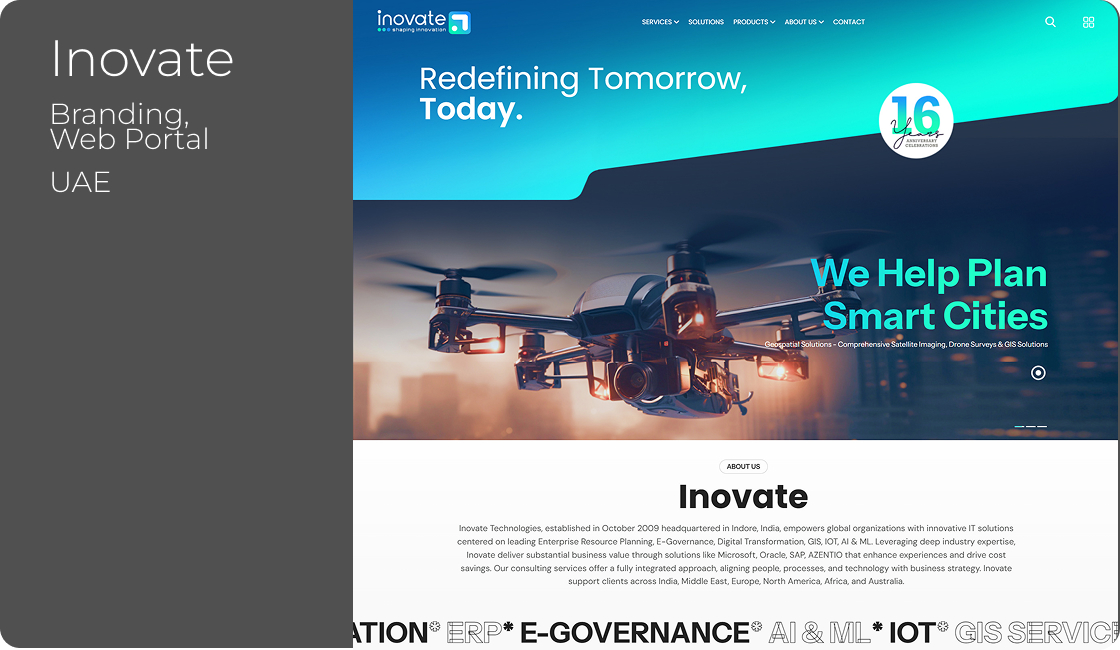 Inovate
Branding,
Web Portal
UAE
inovate
shaping innovation
SERVICES SOLUTIONS PRODUCTS ABOUT US CONTACT
Redefining Tomorrow,
Today.
16
Years
ANNIVERSARY
CELEBRATIONS
We Help Plan
Smart Cities
Geospatial Solutions - Comprehensive Satellite Imaging, Drone Surveys & GIS Solutions
ABOUT US
Inovate
Inovate Technologies, established in October 2009 headquartered in Indore, India, empowers global organizations with innovative IT solutions
centered on leading Enterprise Resource Planning, E-Governance, Digital Transformation, GIS, IOT, AI & ML. Leveraging deep industry expertise,
Inovate deliver substantial business value through solutions like Microsoft, Oracle, SAP, AZENTIO that enhance experiences and drive cost
savings. Our consulting services offer a fully integrated approach, aligning people, processes, and technology with business strategy. Inovate
support clients across India, Middle East, Europe, North America, Africa, and Australia.
ATION* ERP* E-GOVERNANCE* AI & ML* IOT* GIS SERVIC